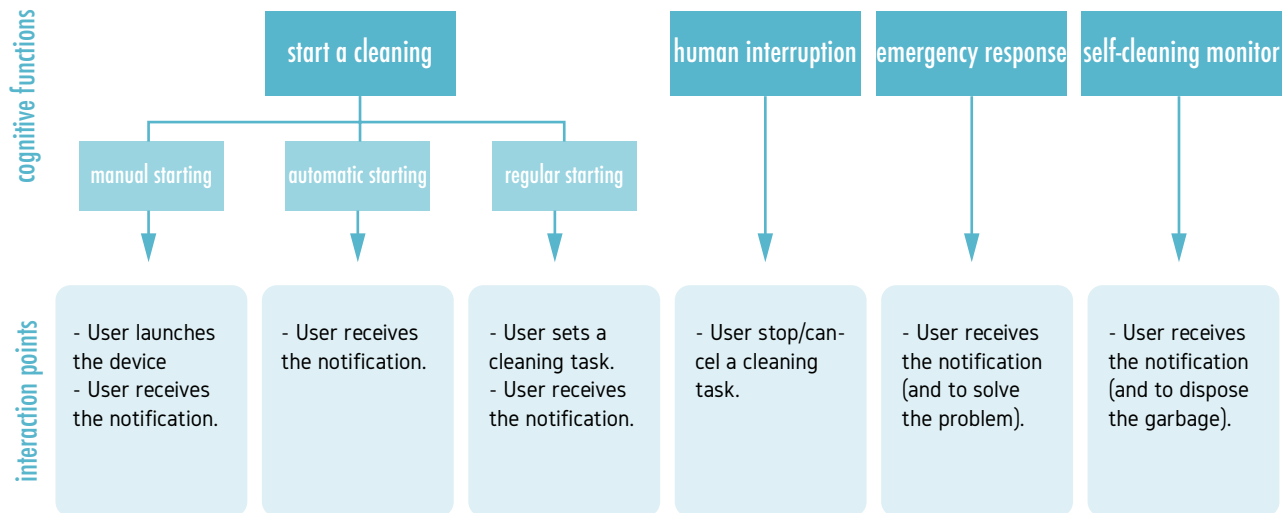 cognitive functions
start a cleaning
human interruption
emergency response
self-cleaning monitor
manual starting
automatic starting
regular starting
interaction points
- User launches
the device
- User receives
the notification.
- User receives
the notification.
- User sets a
cleaning task.
- User receives
the notification.
- User stop/can-
cel a cleaning
task.
- User receives
the notification
(and to solve
the problem).
- User receives
the notification
(and to dispose
the garbage).